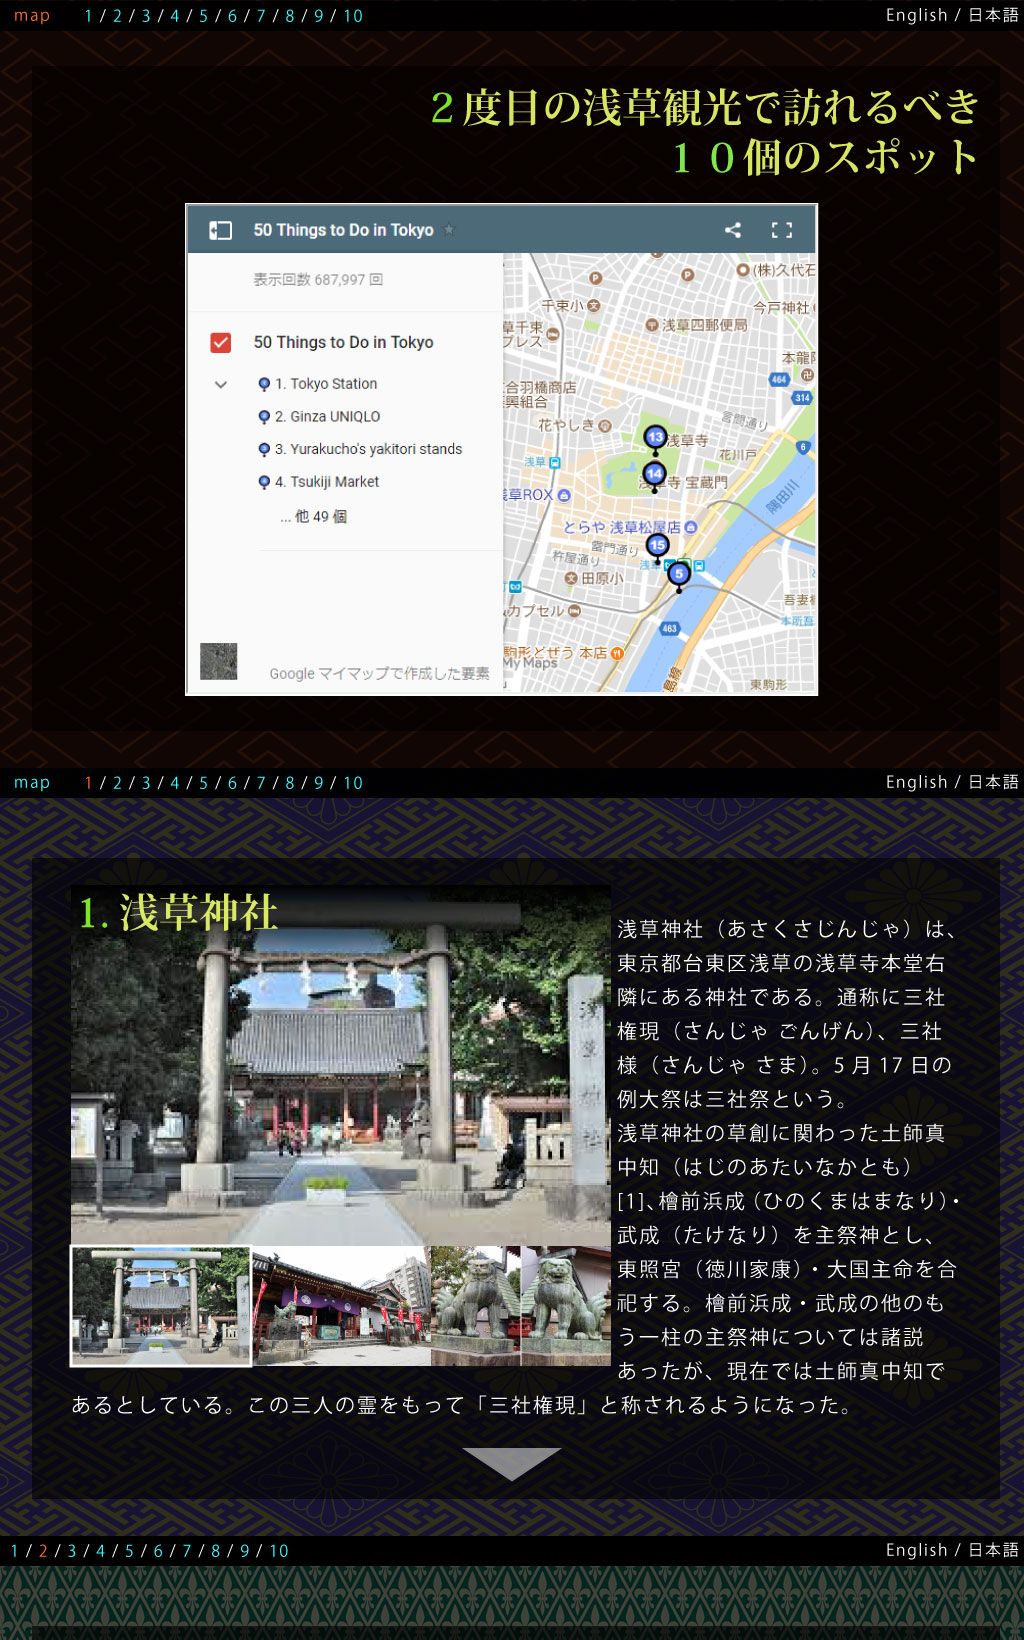 map 1 / 2 / 3 / 4 / 5 / 6 / 7 / 8 / 9 / 10 English / 日本語
２度目の浅草観光で訪れるべき
１０個のスポット
50 Things to Do in Tokyo
表示回数 687,997 回
50 Things to Do in Tokyo
1. Tokyo Station
2. Ginza UNIQLO
3. Yurakucho's yakitori stands
4. Tsukiji Market
... 他 49 個
Google マイマップで作成した要素
(株)久代石
千束小
今戸神社
草千束
プレス
浅草四郵便局
本龍院
464
314
合羽橋商店
興組合
言問通り
花やしき
13
浅草寺
花川戸
6
浅草
14
浅草寺 宝蔵門
浅草ROX
隅田川
とらや 浅草松屋店
15
雷門通り
浅草
5
田原小
カプセル
吾妻橋
本所吾
463
駒形どぜう 本店
My Maps
東駒形
map 1 / 2 / 3 / 4 / 5 / 6 / 7 / 8 / 9 / 10 English / 日本語
1. 浅草神社
浅草神社（あさくさじんじゃ）は、
東京都台東区浅草の浅草寺本堂右
隣にある神社である。通称に三社
権現（さんじゃ ごんげん）、三社
様（さんじゃ さま）。5 月 17 日の
例大祭は三社祭という。
浅草神社の草創に関わった土師真
中知（はじのあたいなかとも）
[1]、檜前浜成（ひのくまはまなり）・
武成（たけなり）を主祭神とし、
東照宮（徳川家康）・大国主命を合
祀する。檜前浜成・武成の他のも
う一柱の主祭神については諸説
あったが、現在では土師真中知で
あるとしている。この三人の霊をもって「三社権現」と称されるようになった。
1 / 2 / 3 / 4 / 5 / 6 / 7 / 8 / 9 / 10 English / 日本語